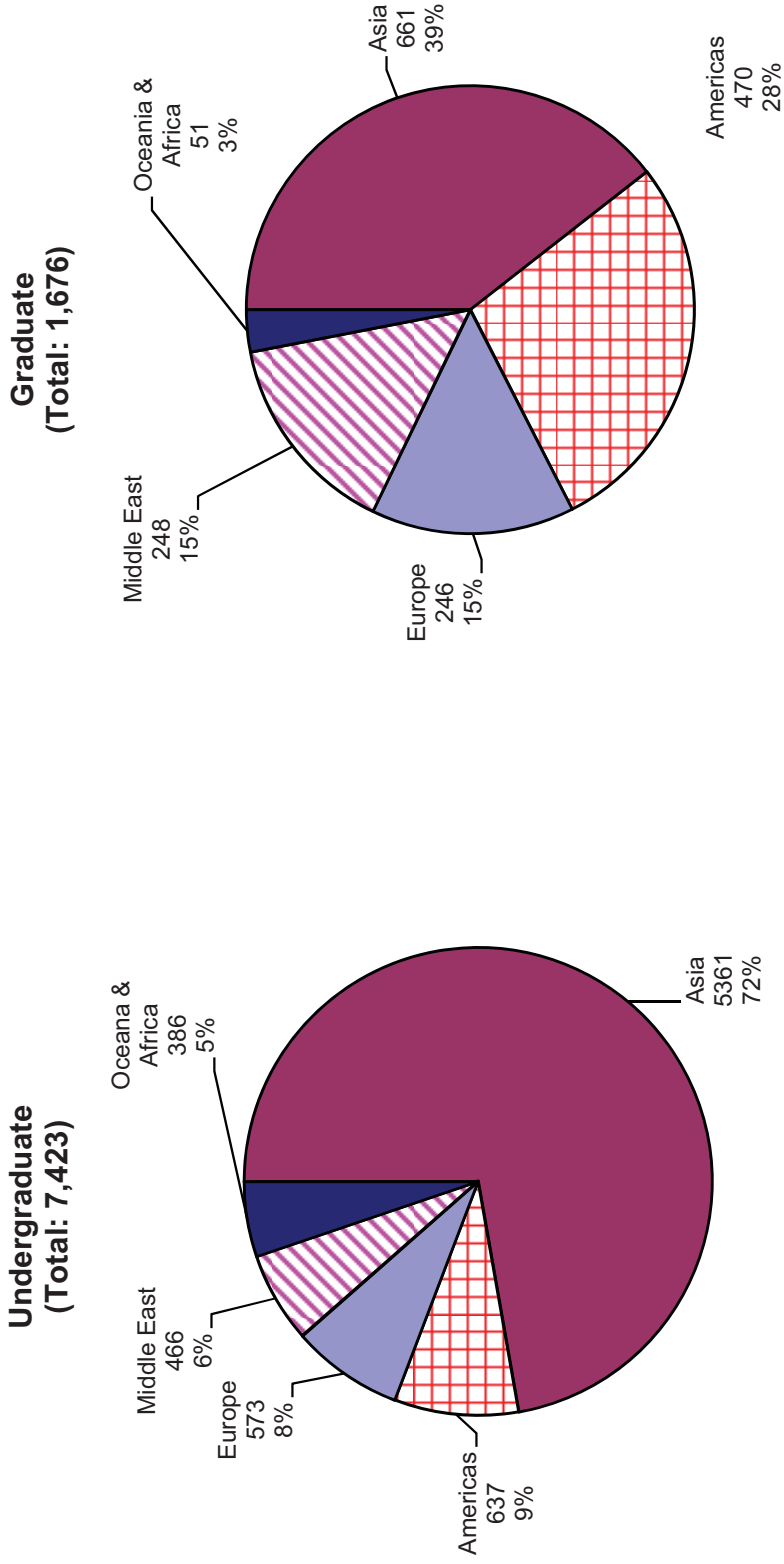 Undergraduate
(Total: 7,423)
Oceana &
Africa
386
5%
Middle East
466
6%
Europe
573
8%
Americas
637
9%
Asia
5361
72%
Graduate
(Total: 1,676)
Oceania &
Africa
51
3%
Middle East
248
15%
Asia
661
39%
Europe
246
15%
Americas
470
28%